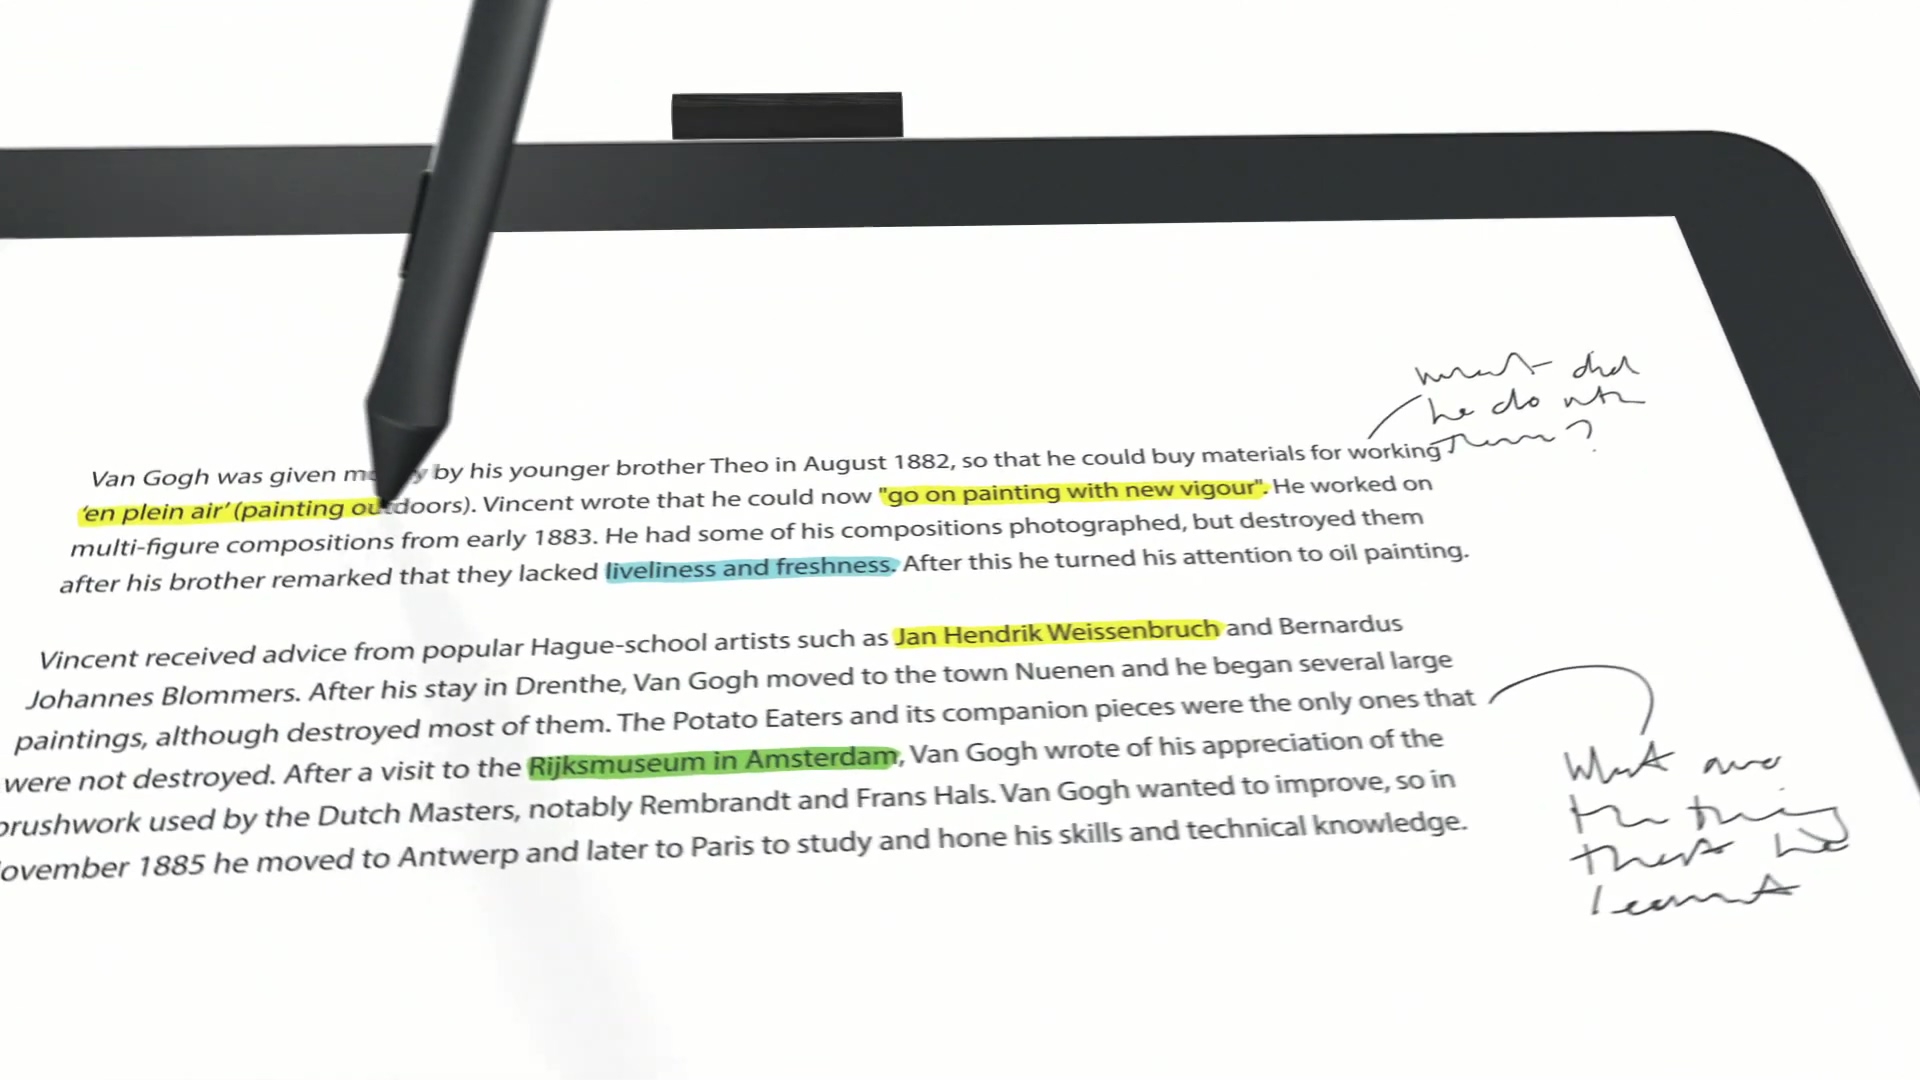 what did
he do with
them?
Van Gogh was given money by his younger brother Theo in August 1882, so that he could buy materials for working
'en plein air' (painting outdoors). Vincent wrote that he could now "go on painting with new vigour". He worked on
multi-figure compositions from early 1883. He had some of his compositions photographed, but destroyed them
after his brother remarked that they lacked liveliness and freshness. After this he turned his attention to oil painting.
Vincent received advice from popular Hague-school artists such as Jan Hendrik Weissenbruch and Bernardus
Johannes Blommers. After his stay in Drenthe, Van Gogh moved to the town Nuenen and he began several large
paintings, although destroyed most of them. The Potato Eaters and its companion pieces were the only ones that
were not destroyed. After a visit to the Rijksmuseum in Amsterdam, Van Gogh wrote of his appreciation of the
brushwork used by the Dutch Masters, notably Rembrandt and Frans Hals. Van Gogh wanted to improve, so in
ovember 1885 he moved to Antwerp and later to Paris to study and hone his skills and technical knowledge.
What are
the things
that he
learnt